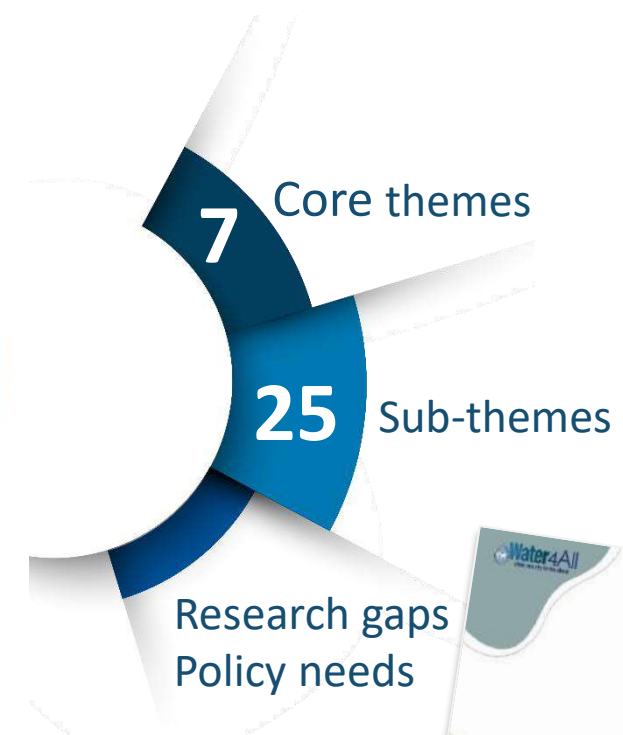 7
Core themes
25
Sub-themes
Research gaps
Policy needs
Water4All